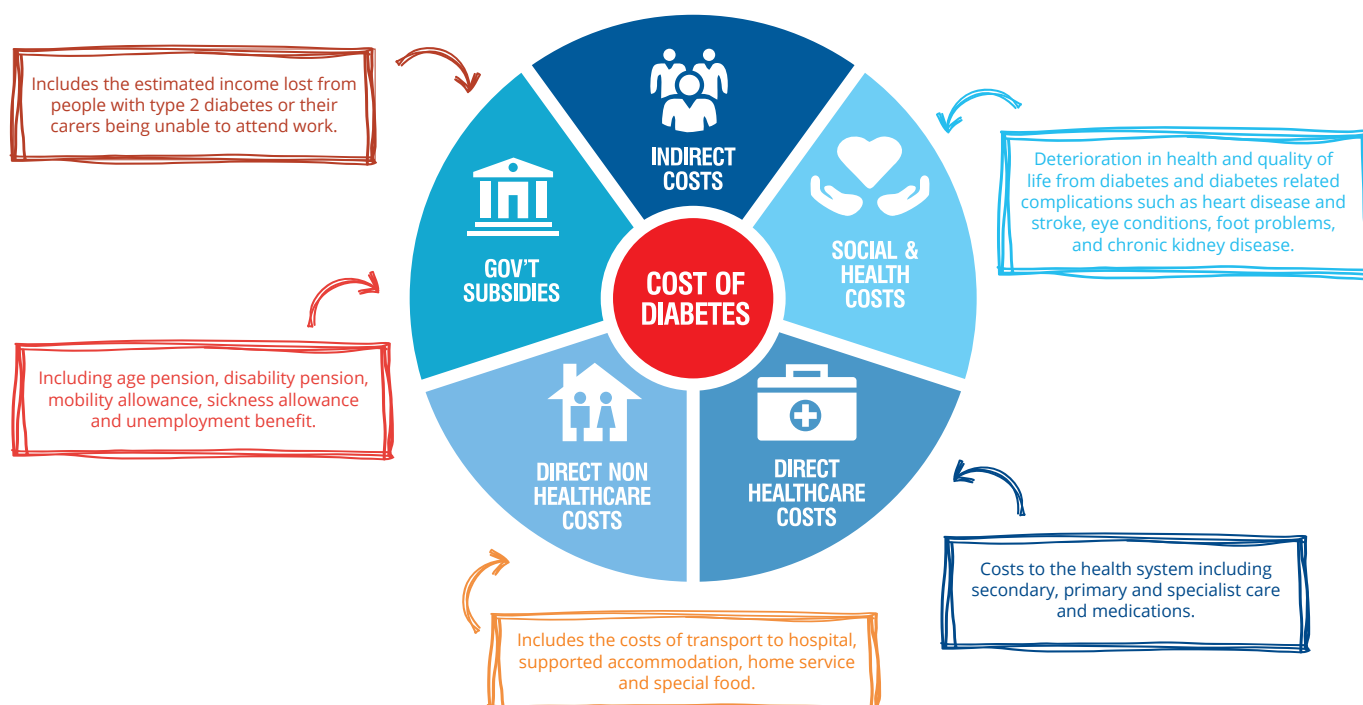 Includes the estimated income lost from
people with type 2 diabetes or their
carers being unable to attend work.
INDIRECT
COSTS
Deterioration in health and quality of
life from diabetes and diabetes related
complications such as heart disease and
stroke, eye conditions, foot problems,
and chronic kidney disease.
SOCIAL &
HEALTH
COSTS
GOV'T
SUBSIDIES
COST OF
DIABETES
Including age pension, disability pension,
mobility allowance, sickness allowance
and unemployment benefit.
DIRECT NON
HEALTHCARE
COSTS
DIRECT
HEALTHCARE
COSTS
Costs to the health system including
secondary, primary and specialist care
and medications.
Includes the costs of transport to hospital,
supported accommodation, home service
and special food.